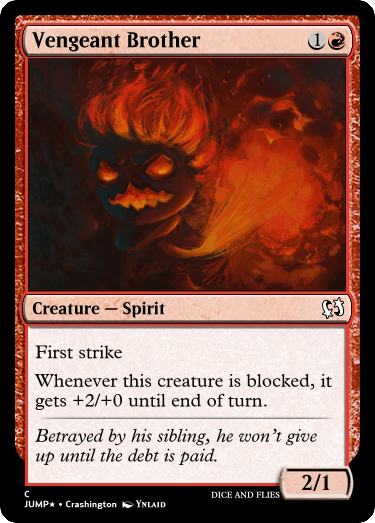 Vengeant Brother 1
Creature — Spirit
First strike
Whenever this creature is blocked, it
gets +2/+0 until end of turn.
Betrayed by his sibling, he won't give
up until the debt is paid.
2/1
C
JUMP★ • Crashington Ynlaid
DICE AND FLIES